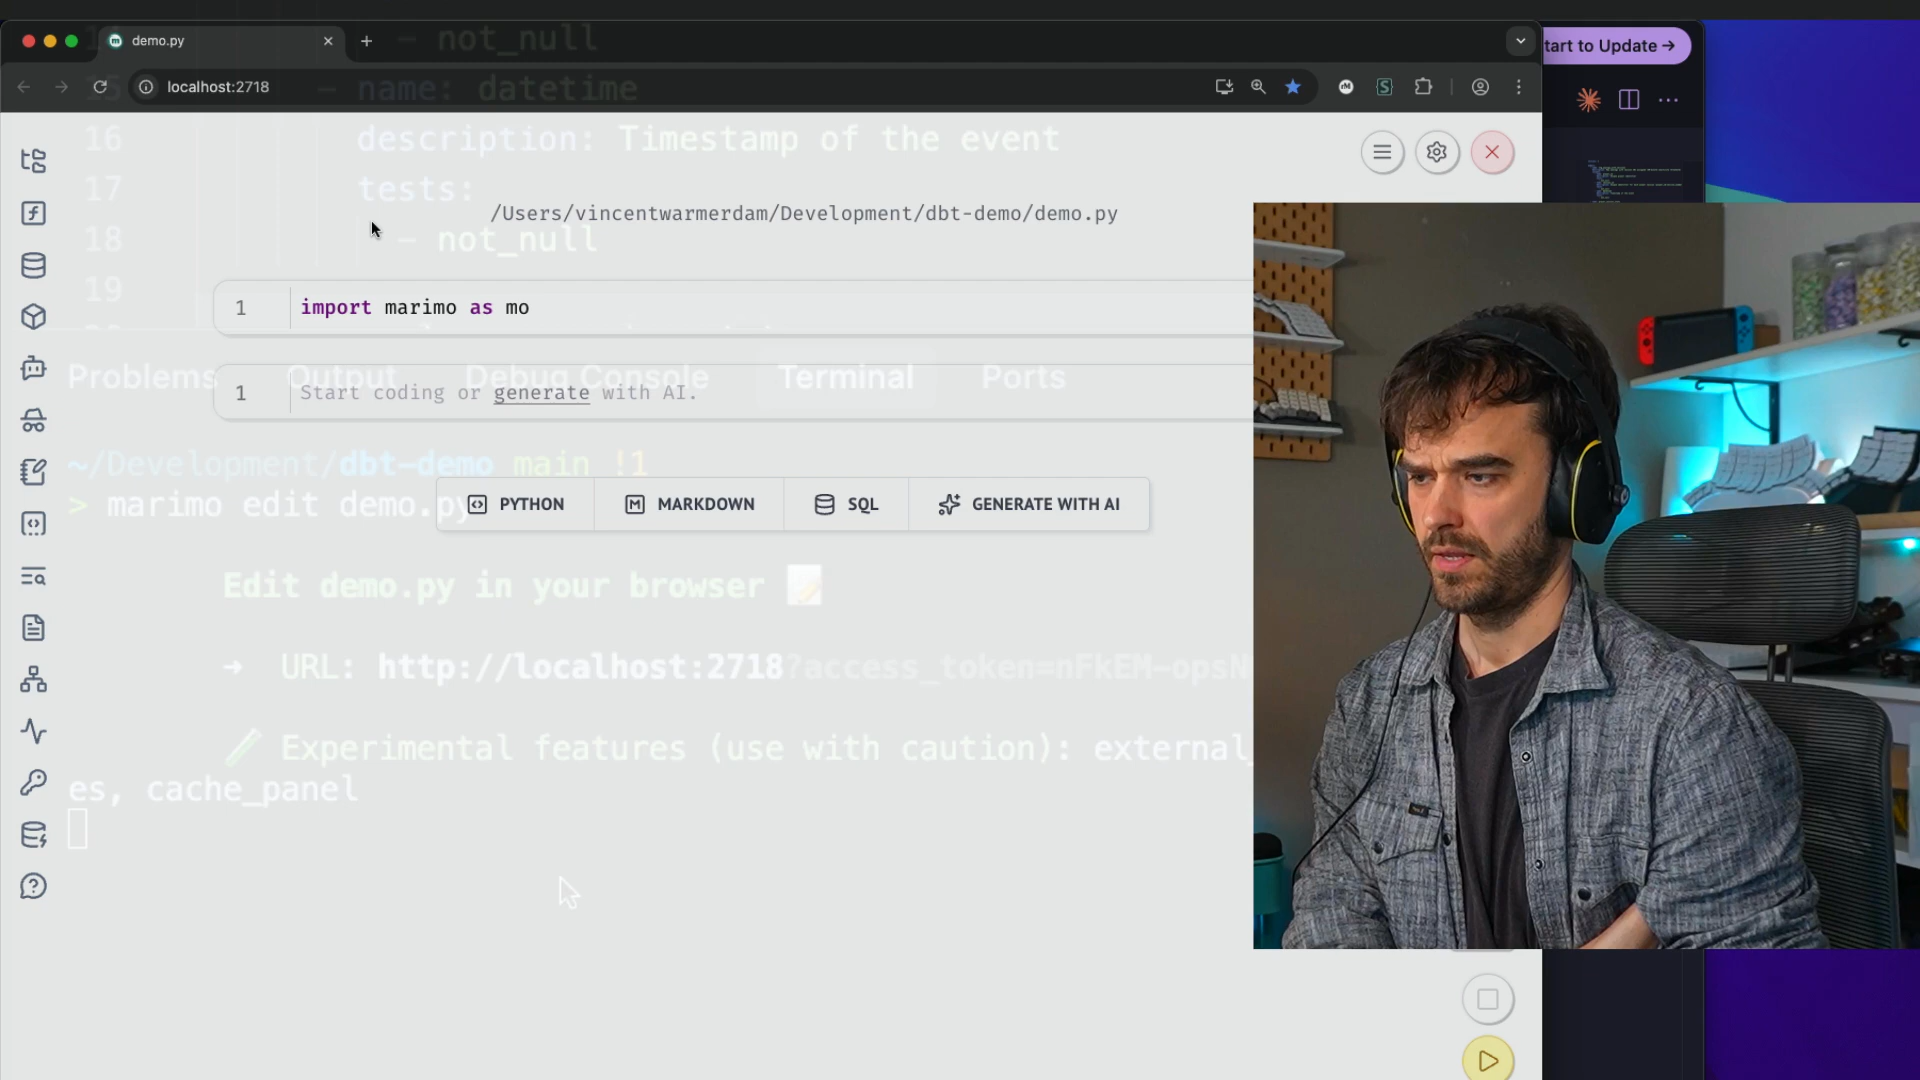 demo.py
- not_null
localhost:2718
15 - name: datetime
tart to Update →
16 description: Timestamp of the event
17 tests:
/Users/vincentwarmerdam/Development/dbt-demo/demo.py
18 - not_null
19
1 import marimo as mo
Problems Output Debug Console Terminal Ports
1 Start coding or generate with AI.
~/Development/dbt-demo main !1
> marimo edit demo.py
PYTHON MARKDOWN SQL GENERATE WITH AI
Edit demo.py in your browser
→ URL: http://localhost:2718?access_token=nFkEM-ops
Experimental features (use with caution): external_
es, cache_panel